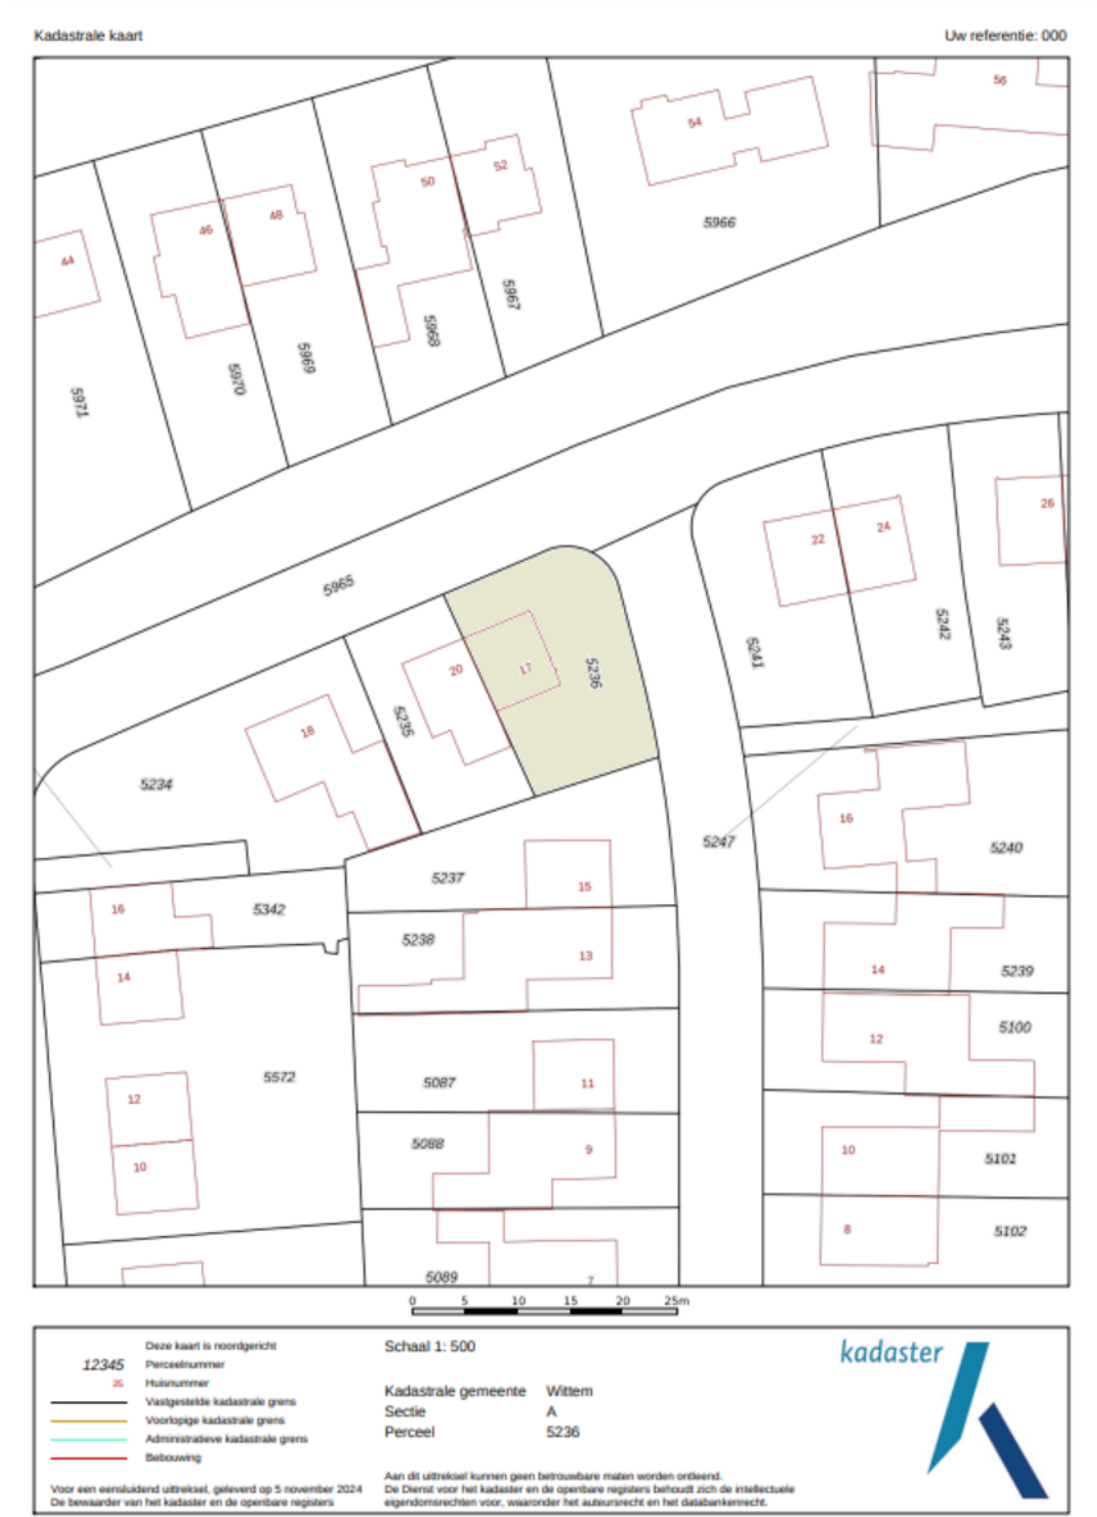 Kadastrale kaart
Uw referentie: 000
56
54
52
50
48
46
44
5966
5967
5968
5969
5970
5971
26
24
22
5965
5243
5242
5241
5236
17
20
5235
18
5234
5247
16
5240
5237
15
5342
16
5238
13
14
14
5239
12
5100
5572
5087
11
12
5088
9
10
10
5101
8
5102
5089
7
0 5 10 15 20 25m
Deze kaart is noordgericht
12345 Perceelnummer
25 Huisnummer
Vastgestelde kadastrale grens
Voorlopige kadastrale grens
Administratieve kadastrale grens
Bebouwing
Voor een eensluidend uittreksel, geleverd op 5 november 2024
De bewaarder van het kadaster en de openbare registers
Schaal 1: 500
Kadastrale gemeente Wittem
Sectie A
Perceel 5236
Aan dit uittreksel kunnen geen betrouwbare maten worden ontleend.
De Dienst voor het kadaster en de openbare registers behoudt zich de intellectuele
eigendomsrechten voor, waaronder het auteursrecht en het databankenrecht.
kadaster